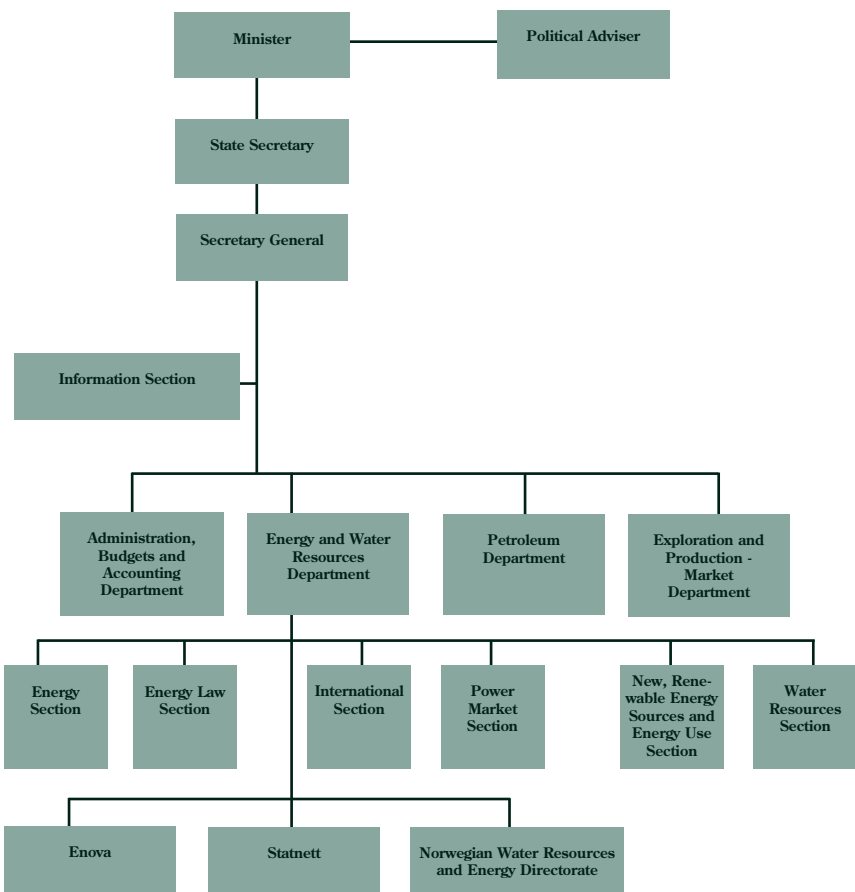 Minister
Political Adviser
State Secretary
Secretary General
Information Section
Administration,
Budgets and
Accounting
Department
Energy and Water
Resources
Department
Petroleum
Department
Exploration and
Production -
Market
Department
Energy
Section
Energy Law
Section
International
Section
Power
Market
Section
New, Rene-
wable Energy
Sources and
Energy Use
Section
Water
Resources
Section
Enova
Statnett
Norwegian Water Resources
and Energy Directorate